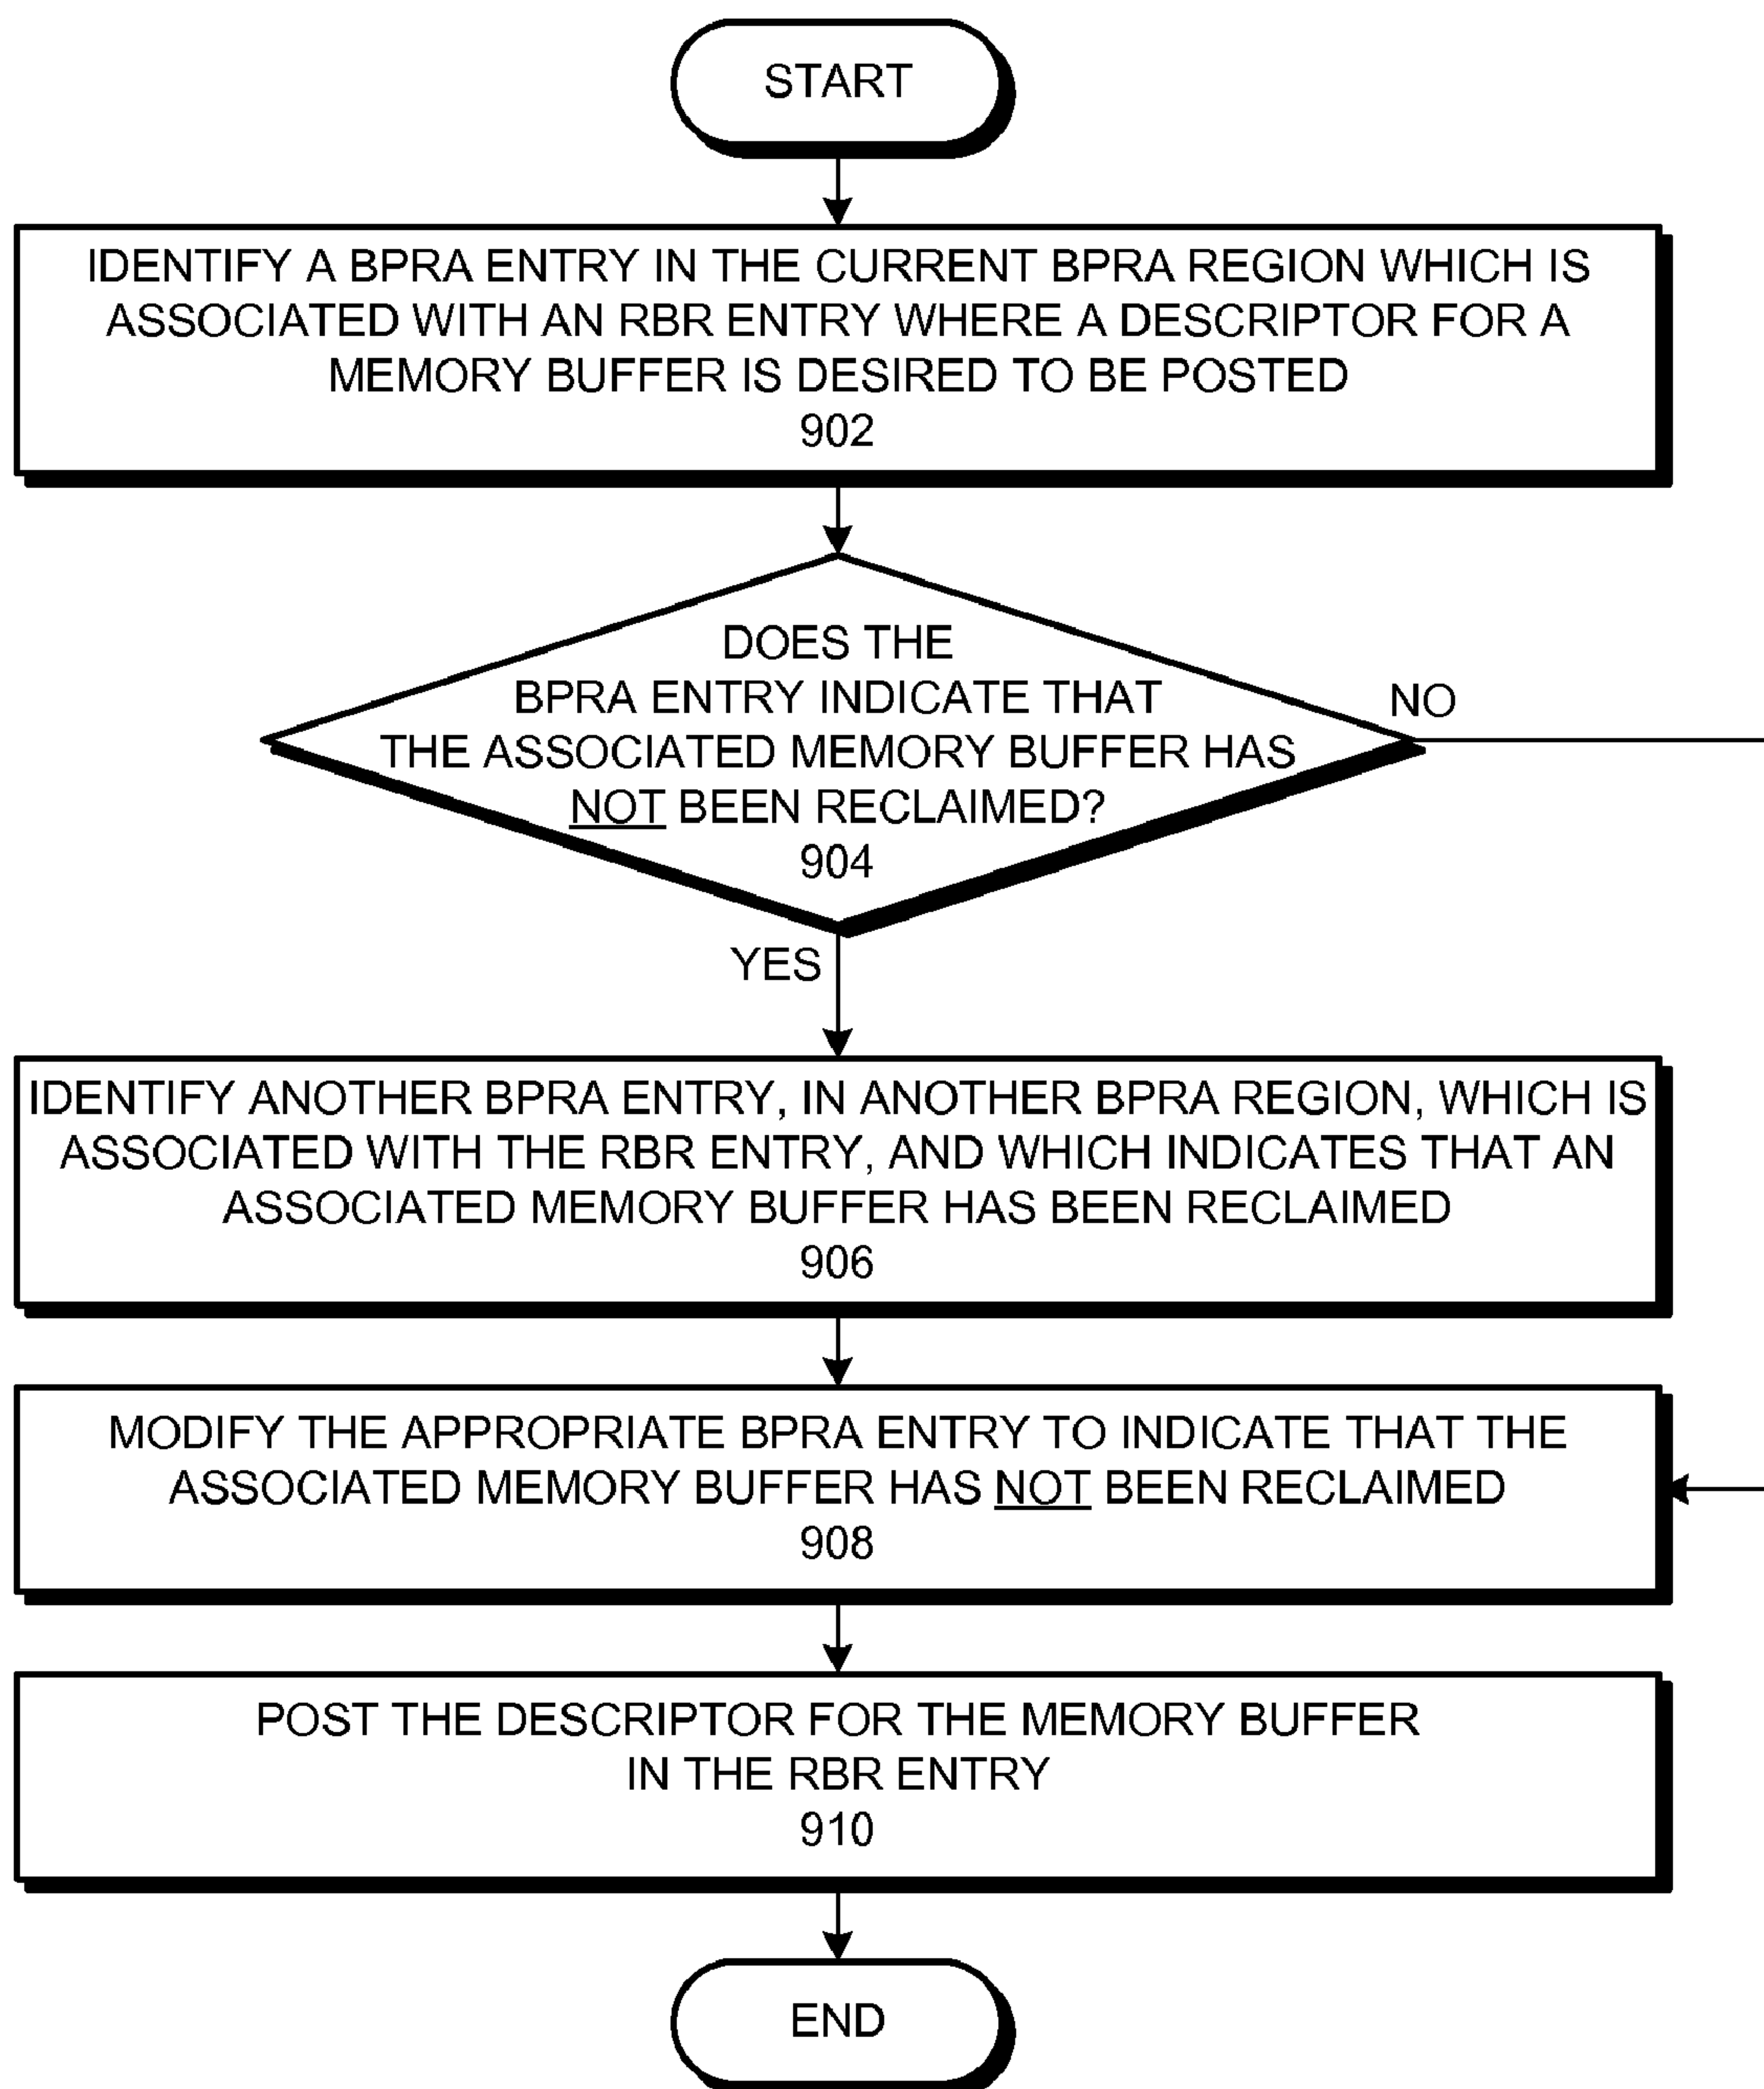 START
IDENTIFY A BPRA ENTRY IN THE CURRENT BPRA REGION WHICH IS
ASSOCIATED WITH AN RBR ENTRY WHERE A DESCRIPTOR FOR A
MEMORY BUFFER IS DESIRED TO BE POSTED
902
DOES THE
BPRA ENTRY INDICATE THAT
THE ASSOCIATED MEMORY BUFFER HAS
NOT BEEN RECLAIMED?
904
NO
YES
IDENTIFY ANOTHER BPRA ENTRY, IN ANOTHER BPRA REGION, WHICH IS
ASSOCIATED WITH THE RBR ENTRY, AND WHICH INDICATES THAT AN
ASSOCIATED MEMORY BUFFER HAS BEEN RECLAIMED
906
MODIFY THE APPROPRIATE BPRA ENTRY TO INDICATE THAT THE
ASSOCIATED MEMORY BUFFER HAS NOT BEEN RECLAIMED
908
POST THE DESCRIPTOR FOR THE MEMORY BUFFER
IN THE RBR ENTRY
910
END